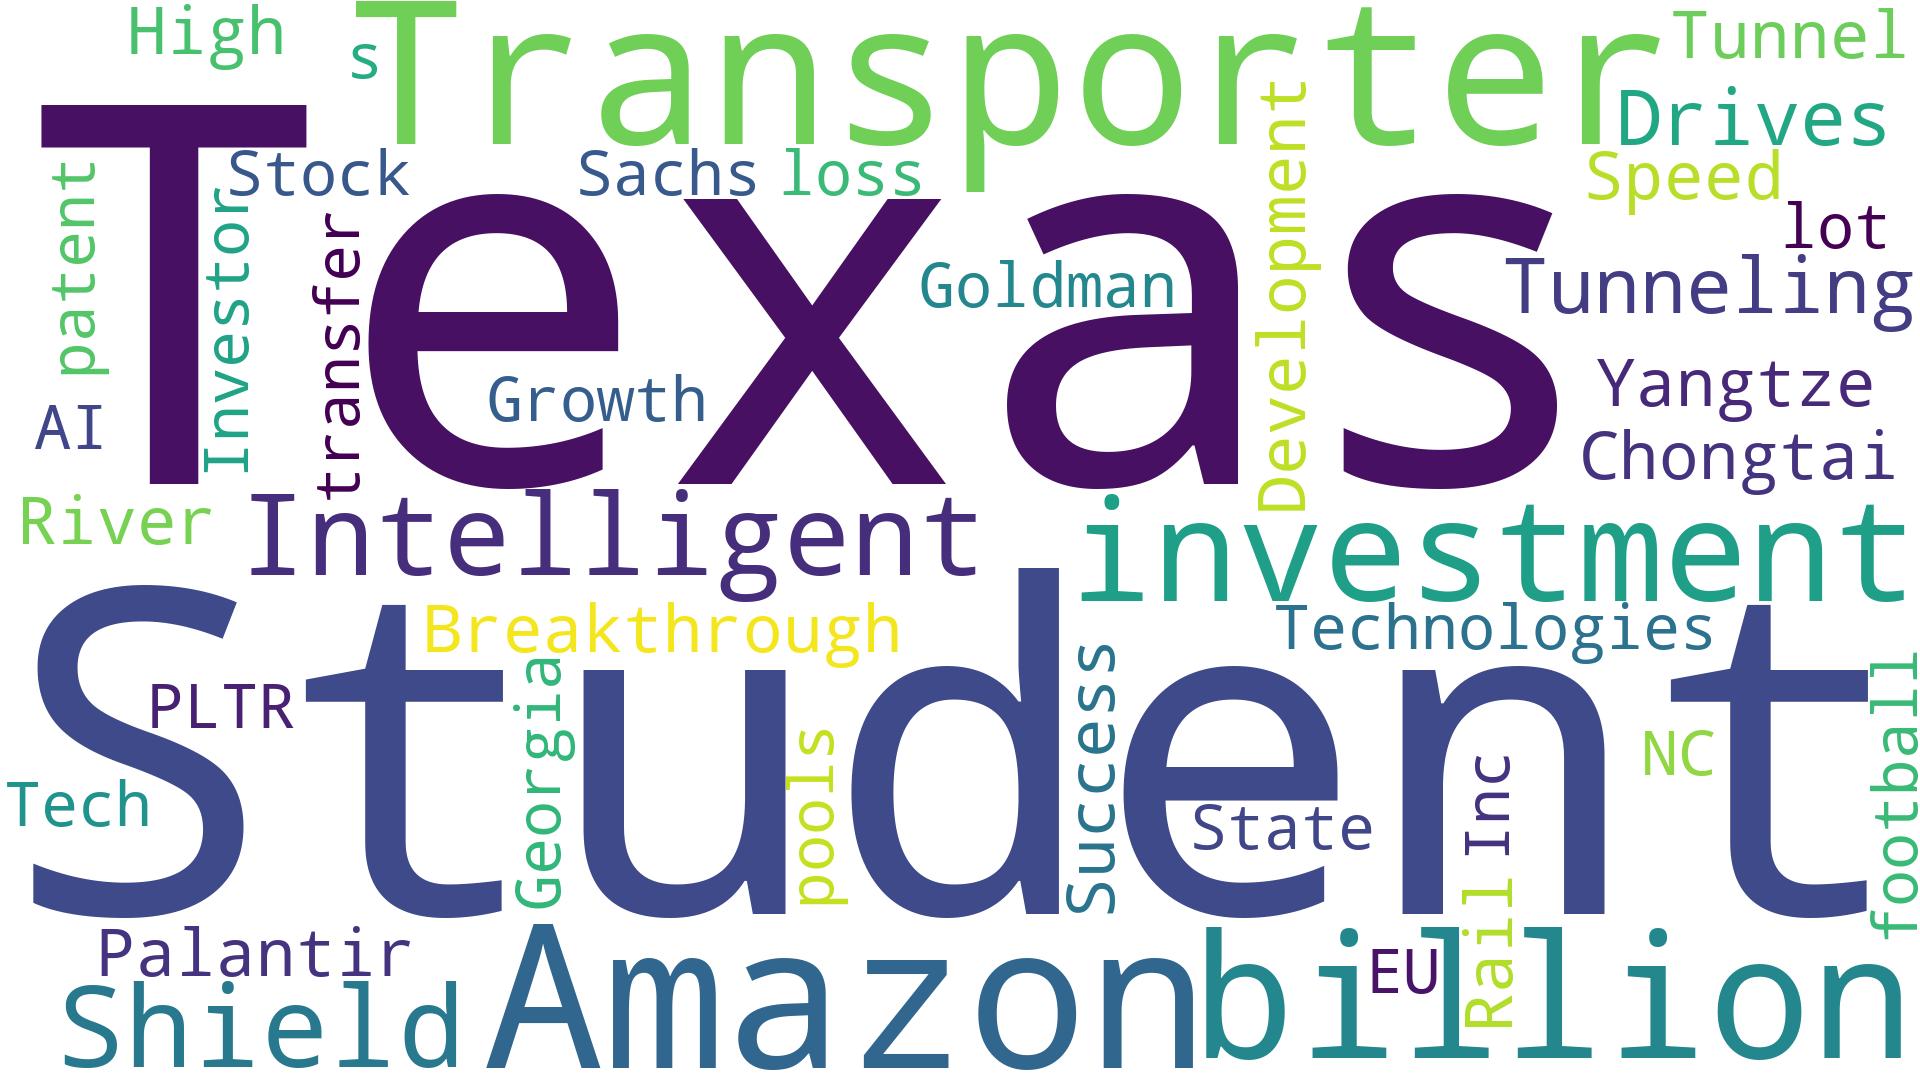 High
s
Transporter
Tunnel
Drives
Texas
Stock
Sachs
loss
Speed
patent
Investor
transfer
Development
lot
Goldman
Tunneling
Growth
Yangtze
AI
Chongtai
River
Intelligent
investment
Student
Breakthrough
Technologies
PLTR
Georgia
pools
Success
NC
football
Tech
State
Inc
Rail
Palantir
Shield
Amazon
billion
EU